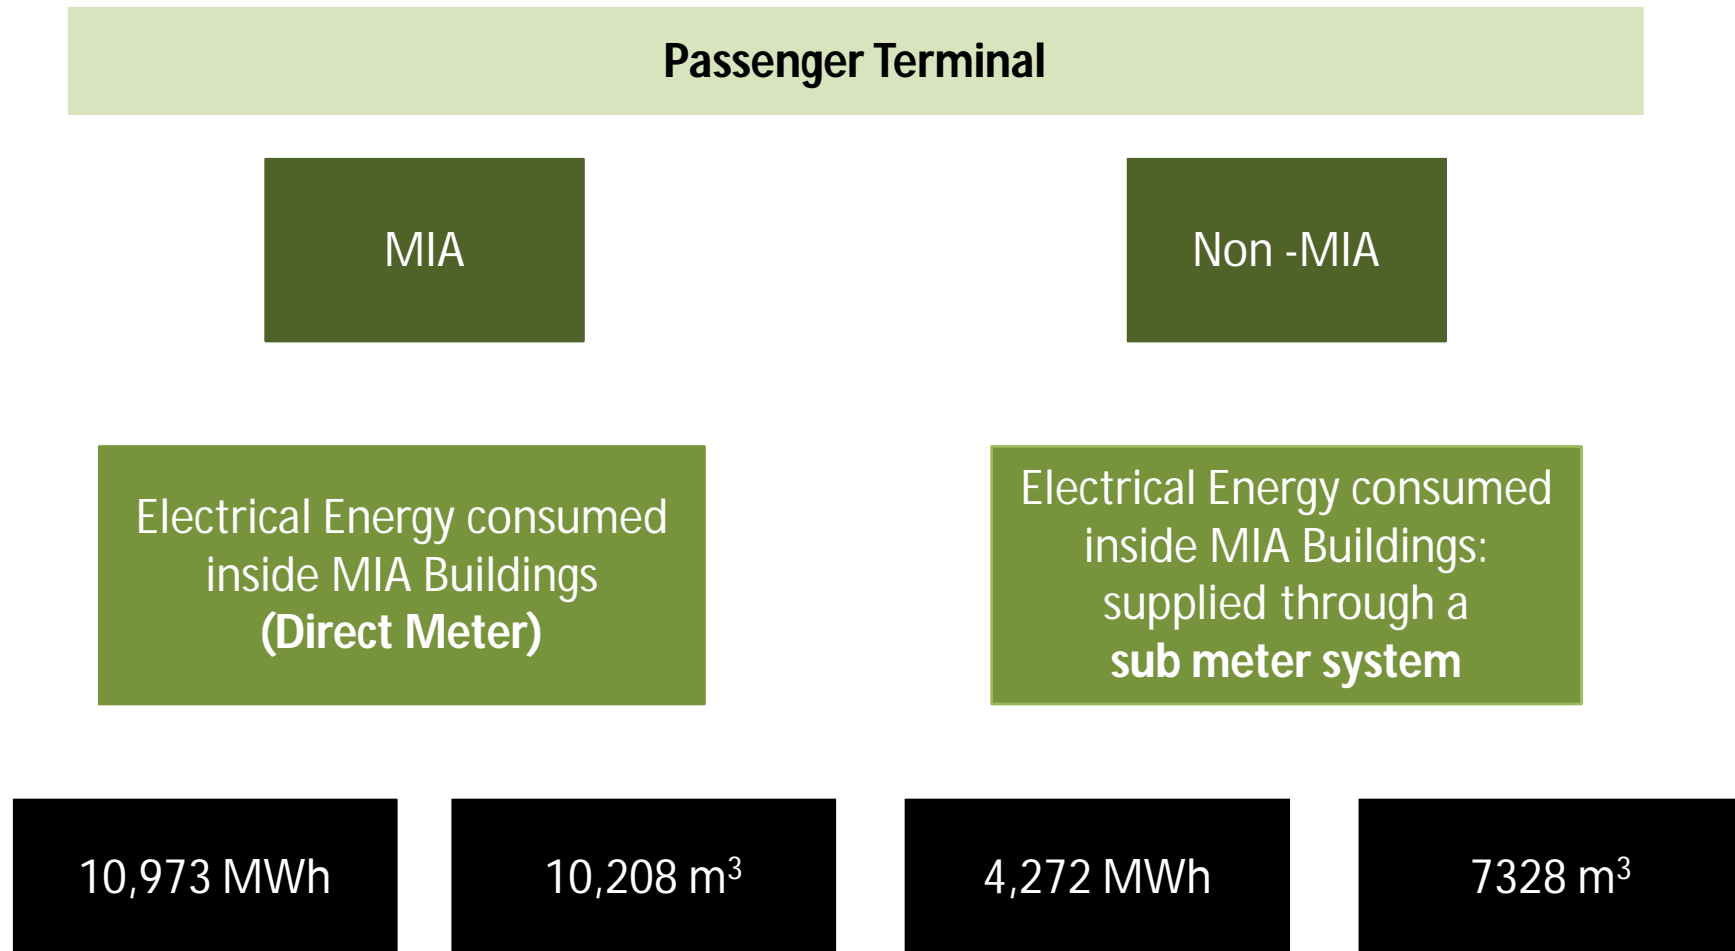 Passenger Terminal
MIA
Non -MIA
Electrical Energy consumed
inside MIA Buildings
(Direct Meter)
Electrical Energy consumed
inside MIA Buildings:
supplied through a
sub meter system
10,973 MWh
10,208 m³
4,272 MWh
7328 m³